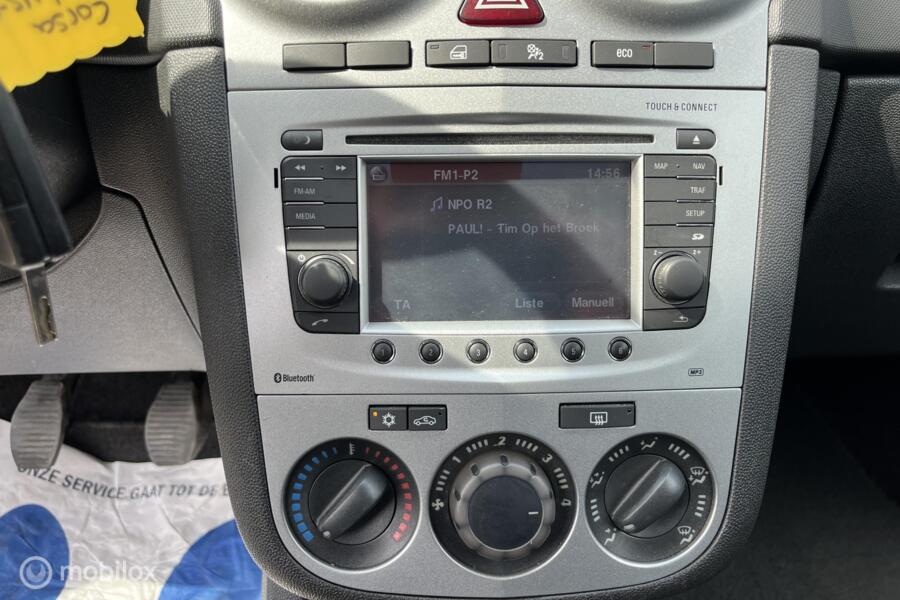 Corsa
eco
TOUCH & CONNECT
FM1-P2
14:56
NPO R2
PAUL! - Tim Op het Broek
TA
Liste
Manuell
FM-AM
MEDIA
MAP
NAV
TRAF
SETUP
1 2 3 4 5 6
Bluetooth
MP3
2
3
4
ONZE SERVICE GAAT TOT DE
mobilox